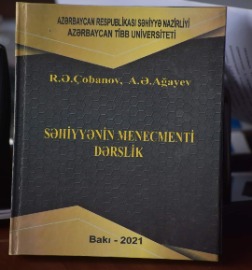 AZƏRBAYCAN RESPUBLİKASI SƏHİYYƏ NAZİRLİYİ
AZƏRBAYCAN TİBB UNİVERSİTETİ
R.Ə.Çobanov, A.Ə.Ağayev
SƏHİYYƏNİN MENECMENTİ
DƏRSLİK
Bakı - 2021